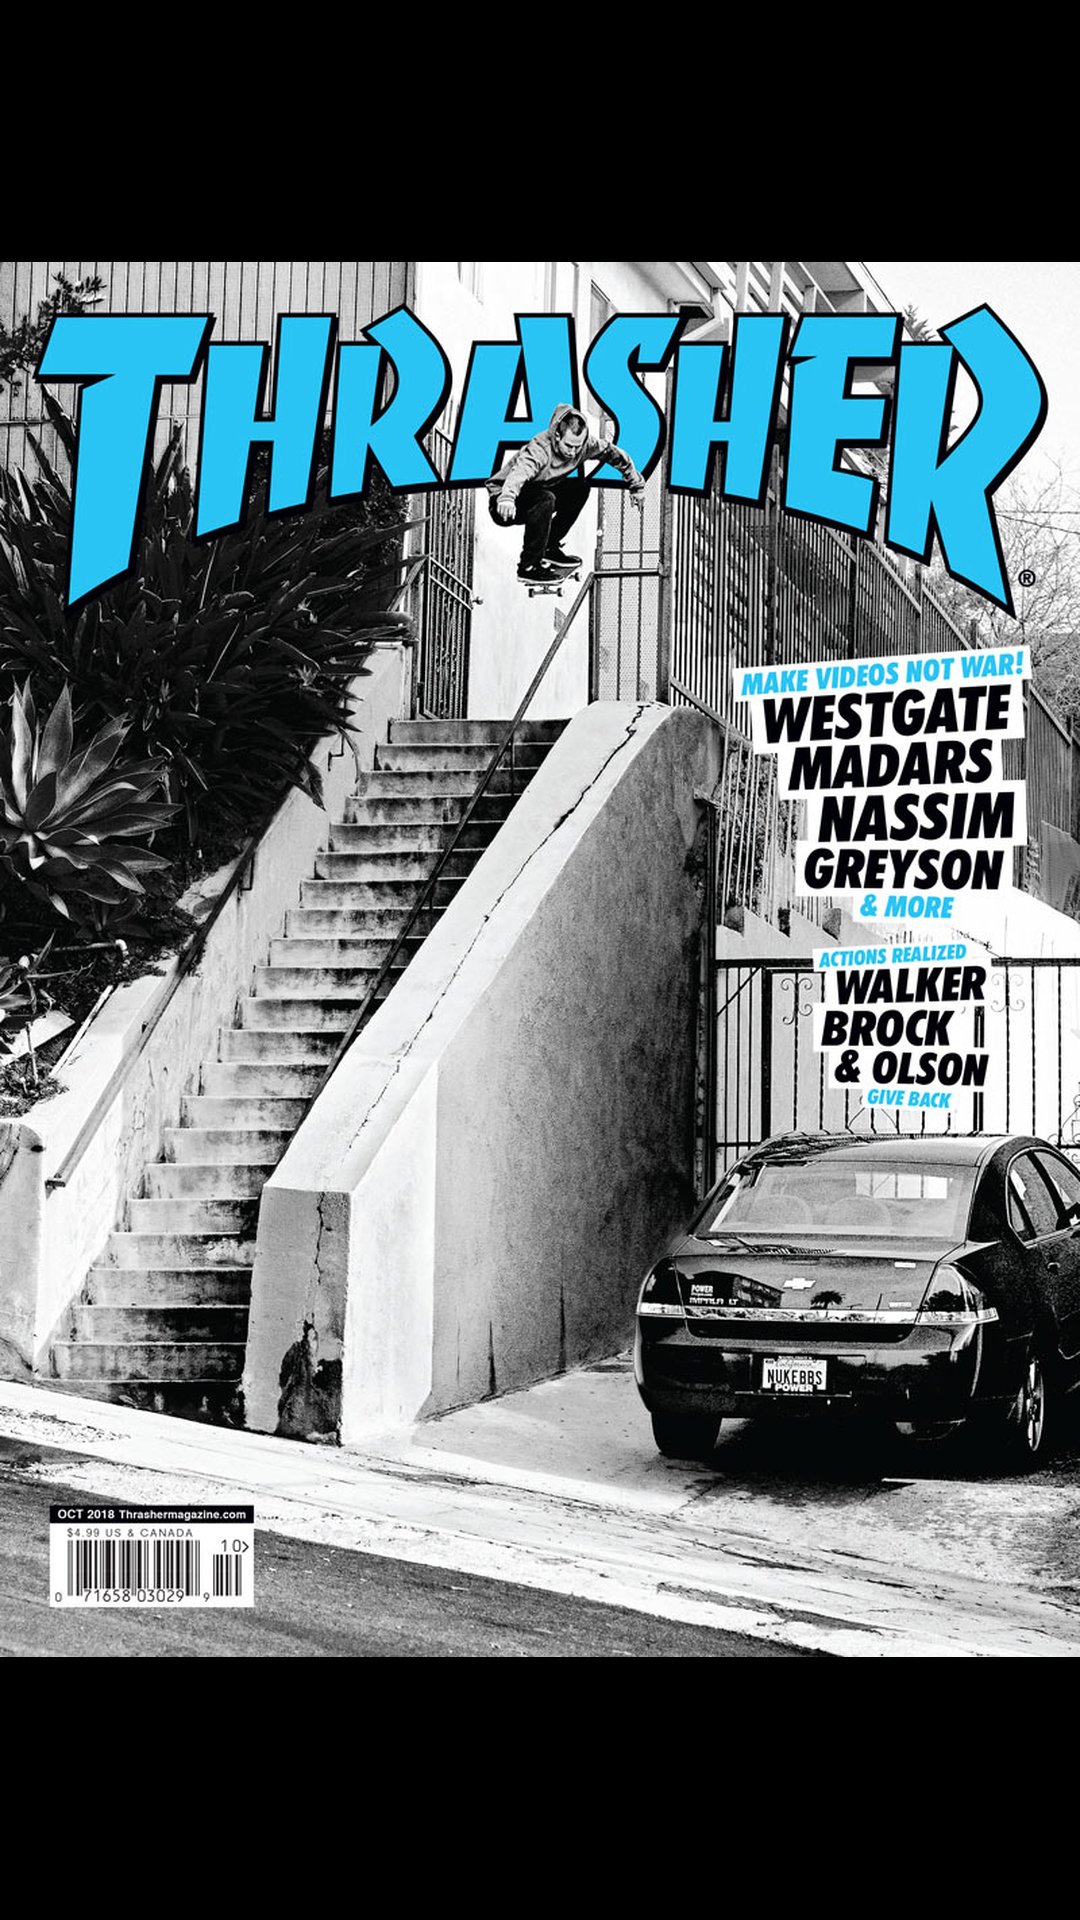 THRASHER®
MAKE VIDEOS NOT WAR!
WESTGATE
MADARS
NASSIM
GREYSON
& MORE
ACTIONS REALIZED
WALKER
BROCK
& OLSON
GIVE BACK
POWER
IMPALA LT
California
NUKEBBS
POWER
OCT 2018 Thrashermagazine.com
$4.99 US & CANADA
10>
0 71658 03029 9